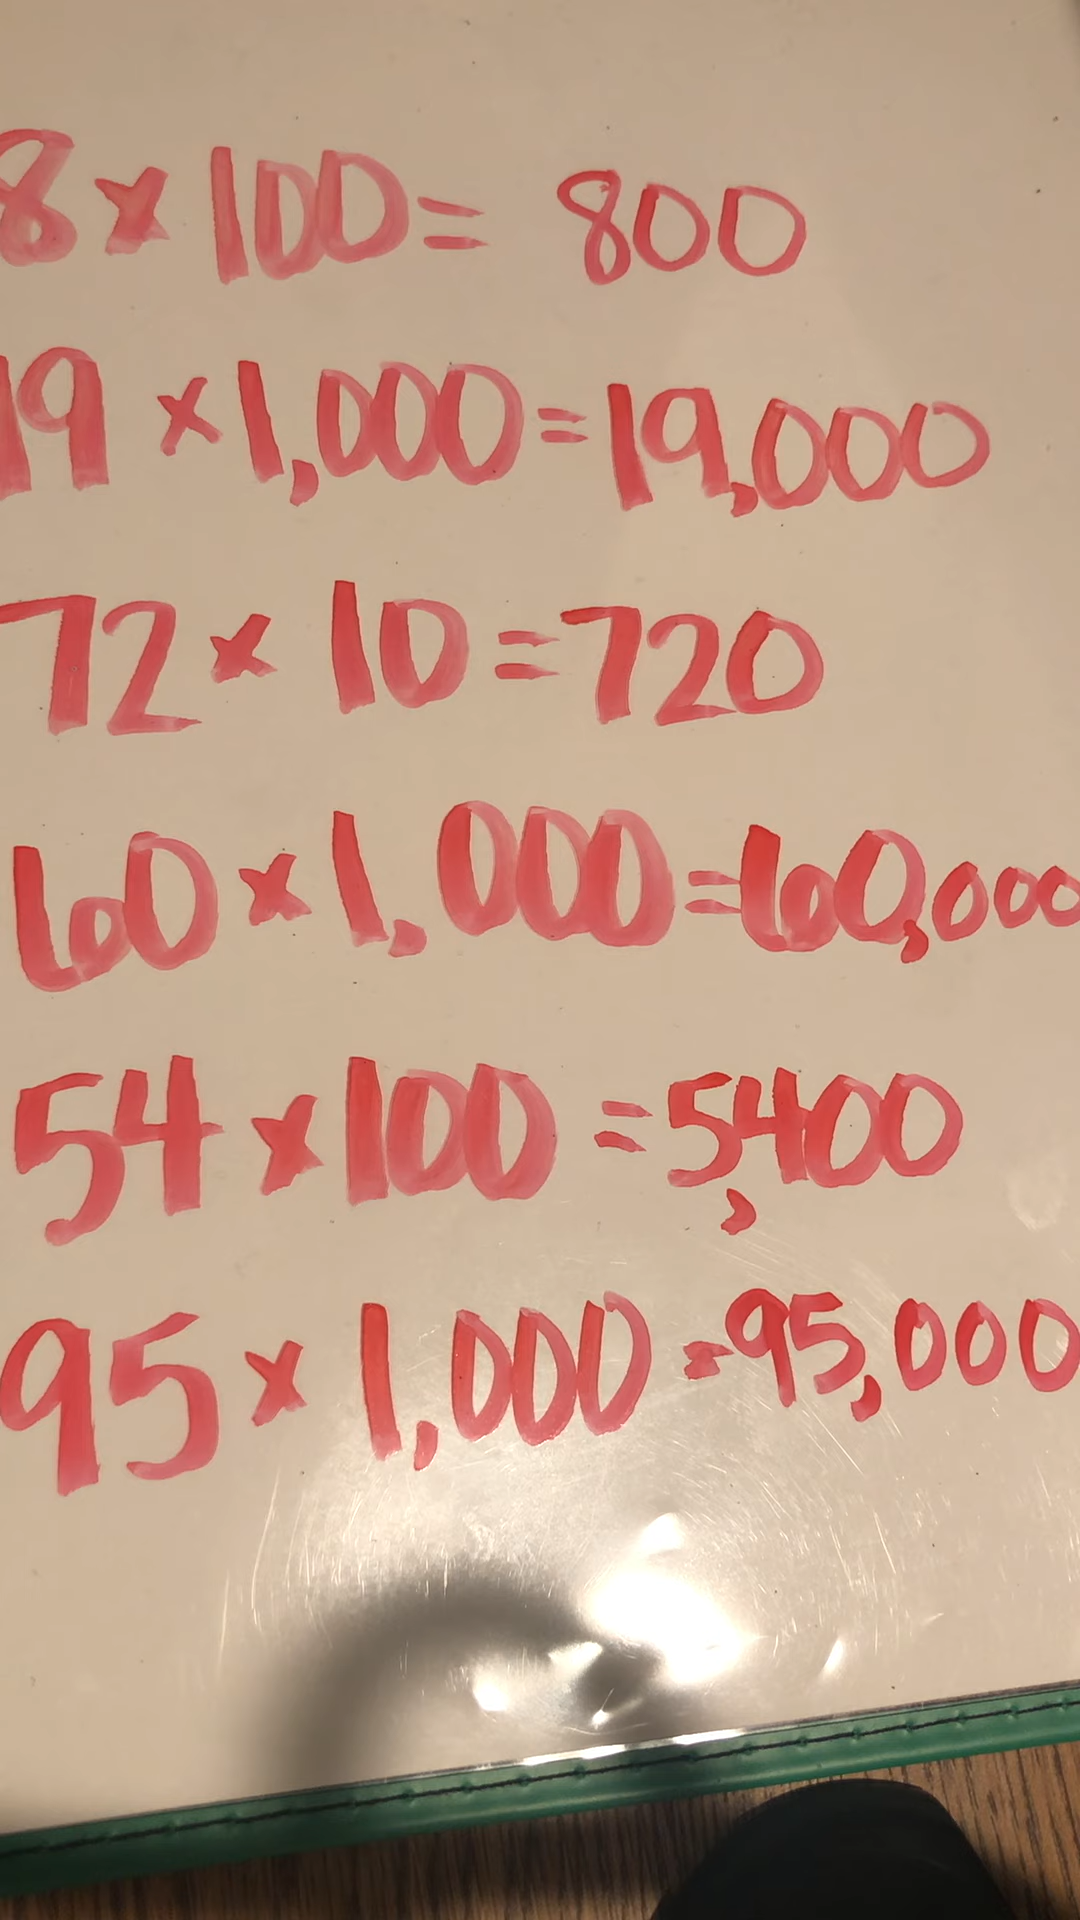 8 × 100 = 800
19 × 1,000 = 19,000
72 × 10 = 720
60 × 1,000 = 60,000
54 × 100 = 5,400
95 × 1,000 = 95,000